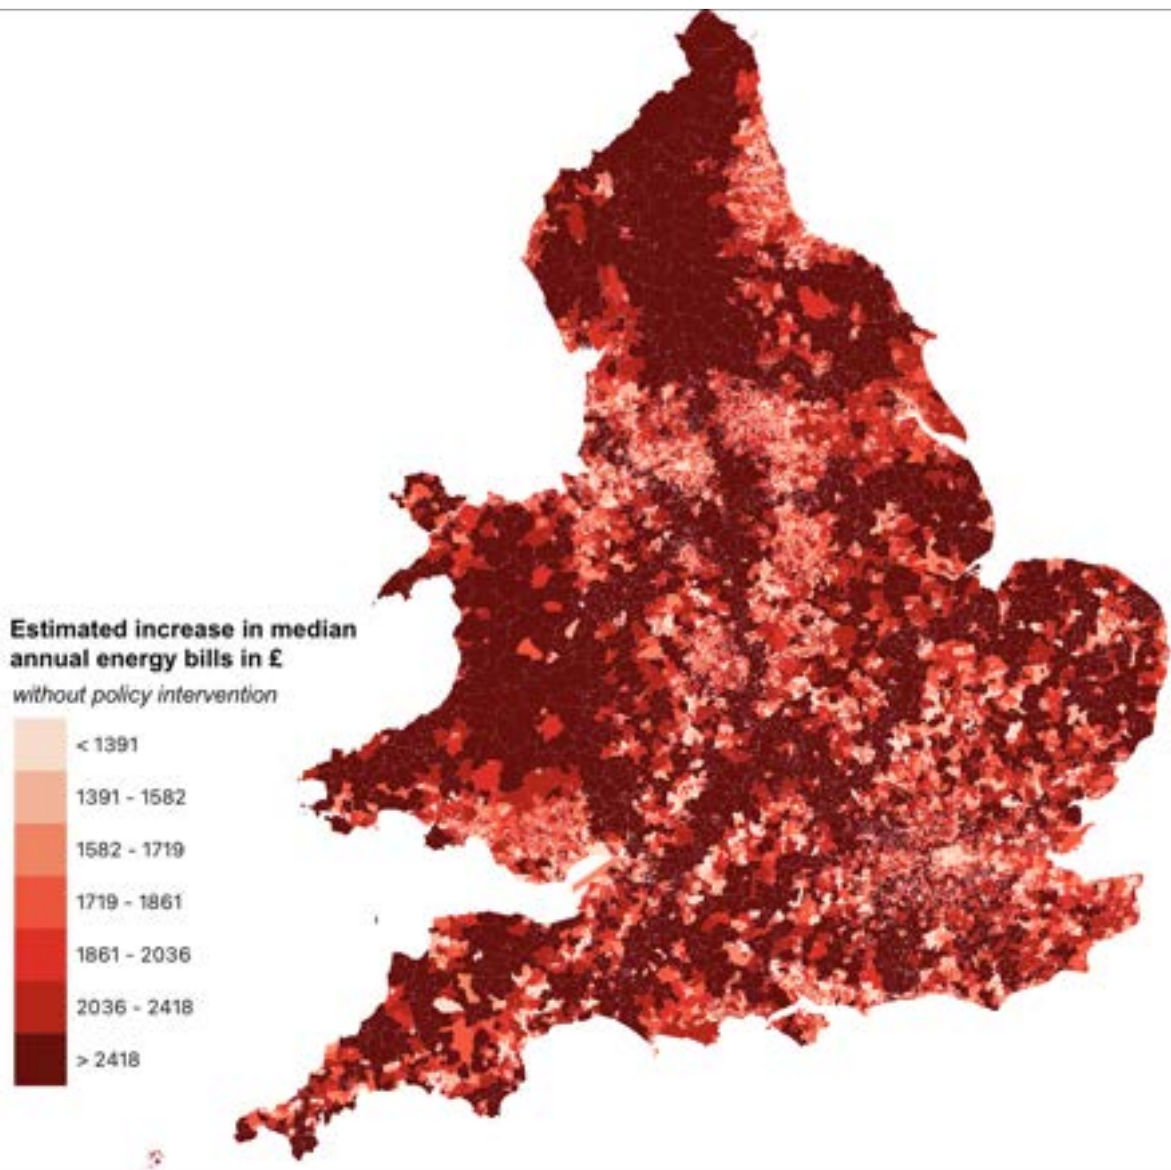 Estimated increase in median
annual energy bills in £
without policy intervention
< 1391
1391 - 1582
1582 - 1719
1719 - 1861
1861 - 2036
2036 - 2418
> 2418